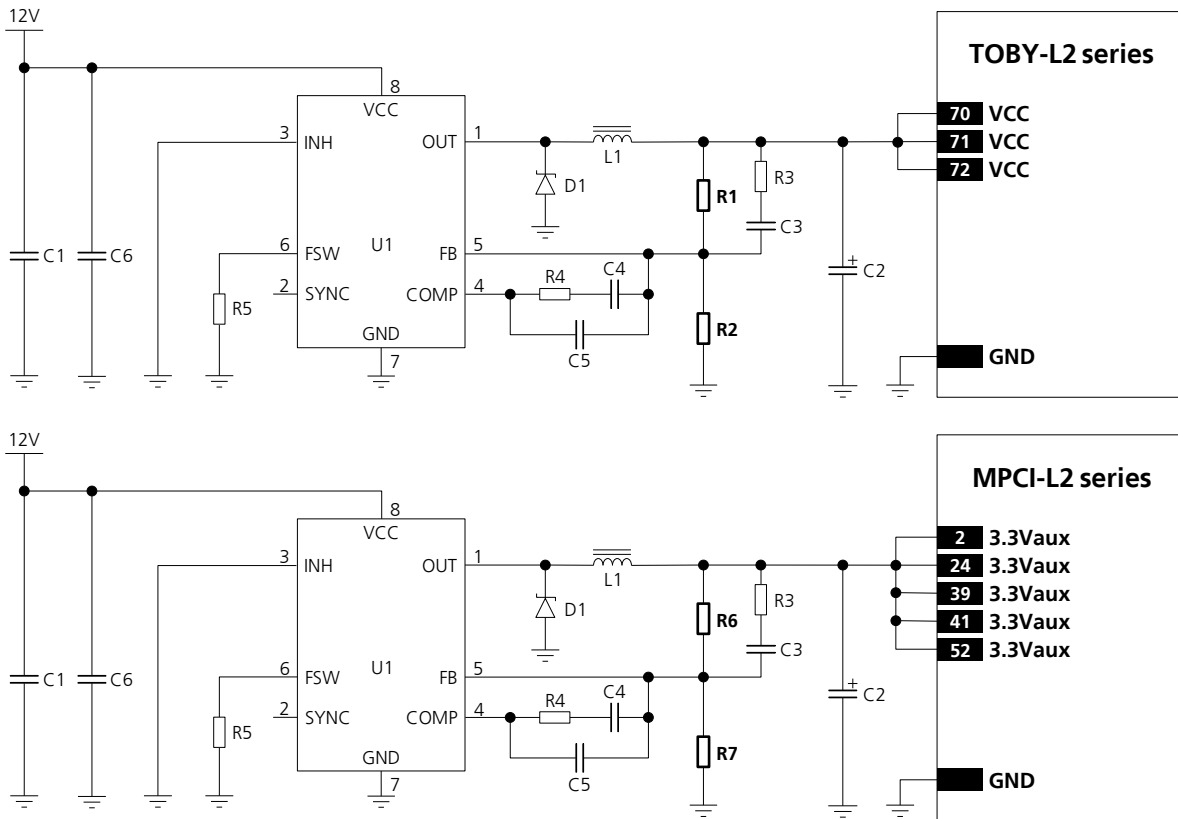 12V
TOBY-L2 series
8
VCC
3
INH
OUT
1
L1
70 VCC
71 VCC
72 VCC
D1
R1
R3
C3
C1
C6
6
FSW
U1
FB
5
2
SYNC
COMP
4
R4
C4
C5
R5
R2
C2
+
GND
7
GND
12V
MPCI-L2 series
8
VCC
3
INH
OUT
1
L1
2 3.3Vaux
24 3.3Vaux
39 3.3Vaux
41 3.3Vaux
52 3.3Vaux
D1
R6
R3
C3
C1
C6
6
FSW
U1
FB
5
2
SYNC
COMP
4
R4
C4
C5
R5
R7
C2
+
GND
7
GND